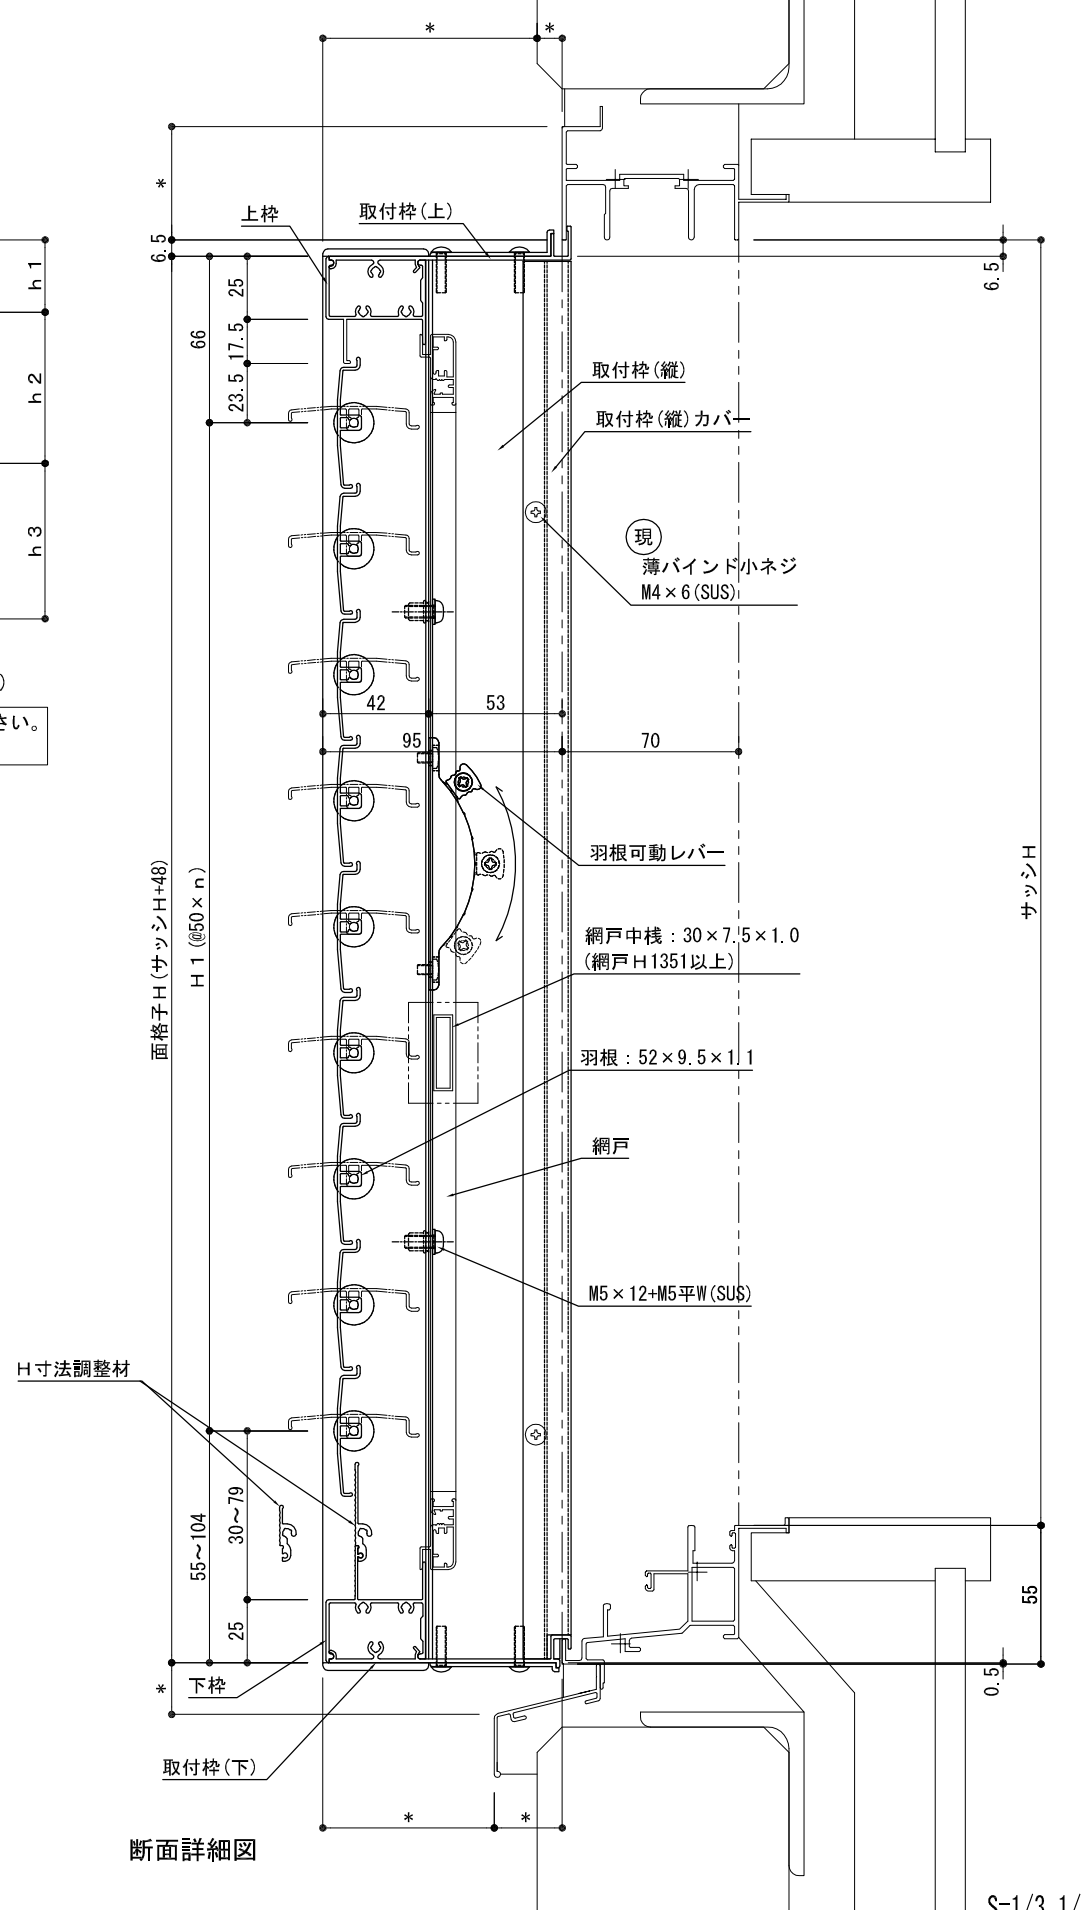 *
*
*
6.5
上枠
取付枠(上)
h1
h2
h3
66
25
17.5
23.5
6.5
取付枠(縦)
取付枠(縦)カバー
現
薄バインド小ネジ
M4×6(SUS)
)
さい。
42
53
95
70
羽根可動レバー
面格子H(サッシH+48)
H1(@50×n)
サッシH
網戸中桟:30×7.5×1.0
(網戸H1351以上)
羽根:52×9.5×1.1
網戸
M5×12+M5平W(SUS)
H寸法調整材
55～104
30～79
25
55
0.5
*
下枠
取付枠(下)
*
*
断面詳細図
S-1/3,1/